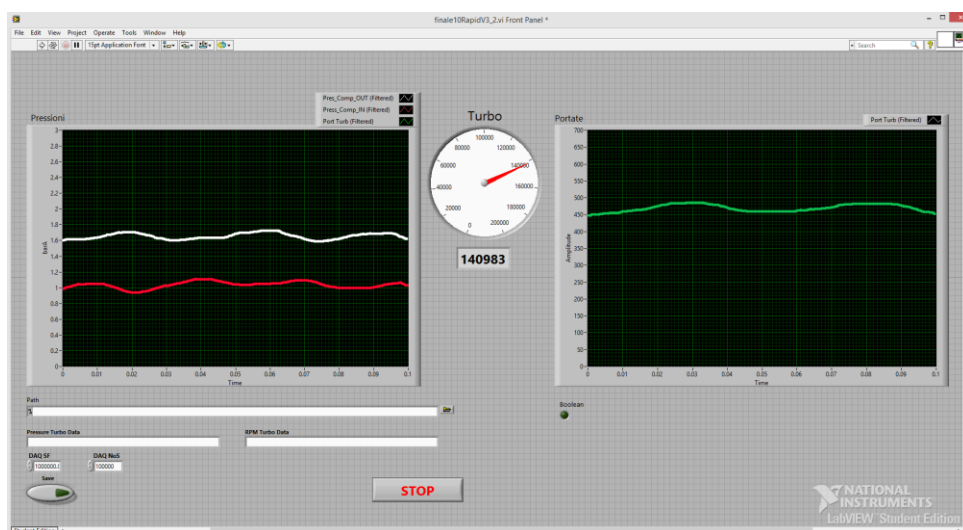 finale10RapidV3_2.vi Front Panel *
File Edit View Project Operate Tools Window Help
15pt Application Font
Search
Pressioni
Pres_Comp_OUT (Filtered)
Press_Comp_IN (Filtered)
Port Turb (Filtered)
barA
3
2.8
2.6
2.4
2.2
2
1.8
1.6
1.4
1.2
1
0.8
0.6
0.4
0.2
0
0 0.01 0.02 0.03 0.04 0.05 0.06 0.07 0.08 0.09 0.1
Time
Turbo
0
20000
40000
60000
80000
100000
120000
140000
160000
180000
200000
140983
Portate
Port Turb (Filtered)
Amplitude
700
650
600
550
500
450
400
350
300
250
200
150
100
50
0
0 0.01 0.02 0.03 0.04 0.05 0.06 0.07 0.08 0.09 0.1
Time
Path
Boolean
Pressure Turbo Data
RPM Turbo Data
DAQ SF
DAQ NoS
1000000.
100000
Save
STOP
NATIONAL
INSTRUMENTS
LabVIEW Student Edition